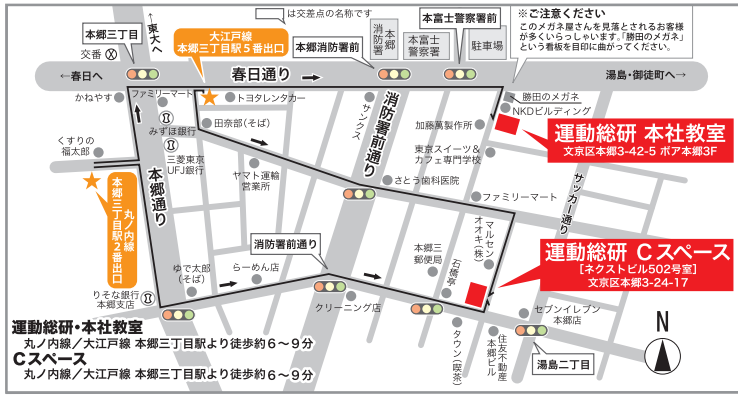 は交差点の名称です
※ご注意ください
このメガネ屋さんを見落とされるお客様
が多くいらっしゃいます。「勝田のメガネ」
という看板を目印に曲がってください。
↑東大へ
本郷三丁目
交番
大江戸線
本郷三丁目駅5番出口
本郷消防署前
消防署
本郷
本富士警察署前
本富士
警察署
駐車場
←春日へ
春日通り
湯島・御徒町へ→
かねやす
ファミリーマート
トヨタレンタカー
サンクス
消防署前通り
勝田のメガネ
NKDビルディング
みずほ銀行
田奈部(そば)
加藤萬製作所
運動総研 本社教室
文京区本郷3-42-5 ボア本郷3F
くすりの
福太郎
三菱東京
UFJ銀行
東京スイーツ&
カフェ専門学校
ヤマト運輸
営業所
さとう歯科医院
サッカー通り
本郷通り
ファミリーマート
丸ノ内線
本郷三丁目駅2番出口
マルゼン
オオキ(株)
消防署前通り
本郷三
郵便局
石橋亭
運動総研 Cスペース
[ネクストビル502号室]
文京区本郷3-24-17
ゆで太郎
(そば)
らーめん店
りそな銀行
本郷支店
クリーニング店
セブンイレブン
本郷店
タウン(喫茶)
住友不動産
本郷ビル
湯島二丁目
N
運動総研・本社教室
丸ノ内線/大江戸線 本郷三丁目駅より徒歩約6〜9分
Cスペース
丸ノ内線/大江戸線 本郷三丁目駅より徒歩約6〜9分